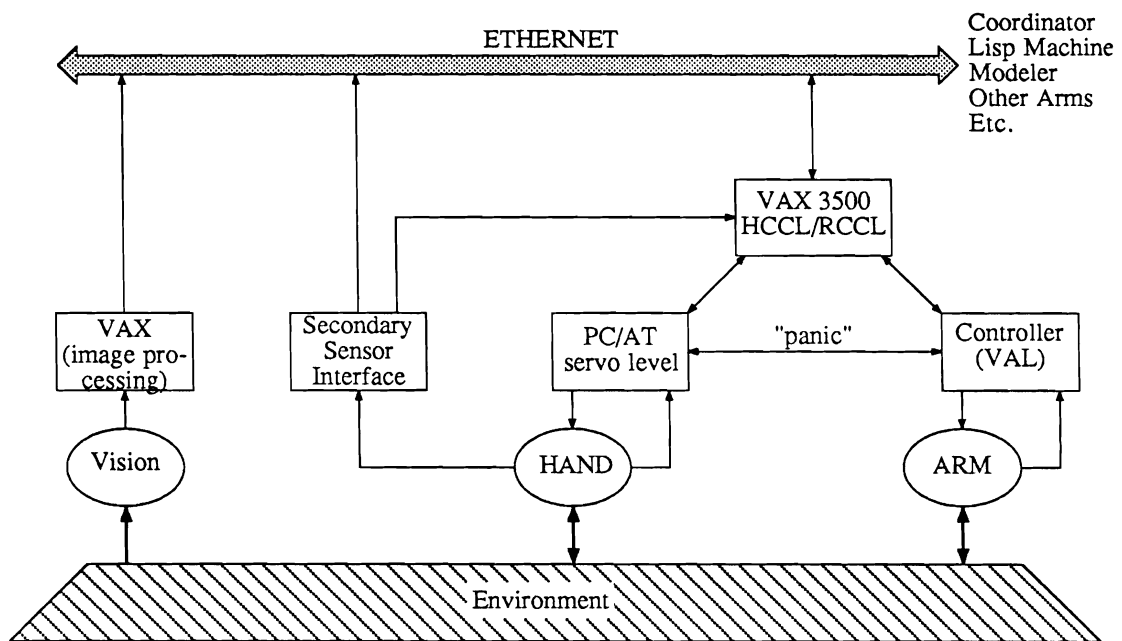 ETHERNET
Coordinator
Lisp Machine
Modeler
Other Arms
Etc.
VAX 3500
HCCL/RCCL
VAX
(image pro-
cessing)
Secondary
Sensor
Interface
PC/AT
servo level
"panic"
Controller
(VAL)
Vision
HAND
ARM
Environment